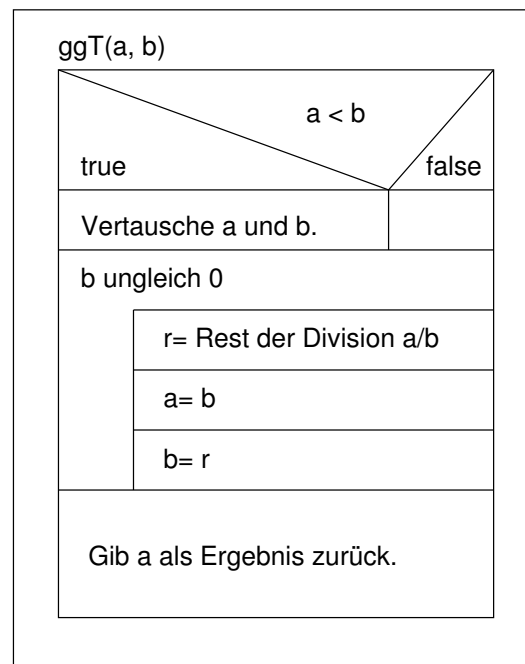 ggT(a, b)
a < b
true
false
Vertausche a und b.
b ungleich 0
r= Rest der Division a/b
a= b
b= r
Gib a als Ergebnis zurück.